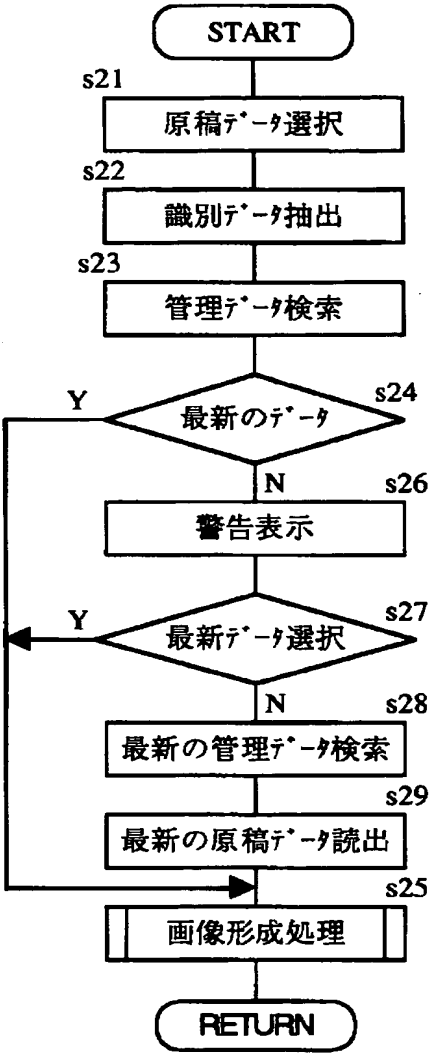 START
s21
原稿ﾃﾞｰﾀ選択
s22
識別ﾃﾞｰﾀ抽出
s23
管理ﾃﾞｰﾀ検索
s24
Y
最新のﾃﾞｰﾀ
N
s26
警告表示
s27
Y
最新ﾃﾞｰﾀ選択
N
s28
最新の管理ﾃﾞｰﾀ検索
s29
最新の原稿ﾃﾞｰﾀ読出
s25
画像形成処理
RETURN